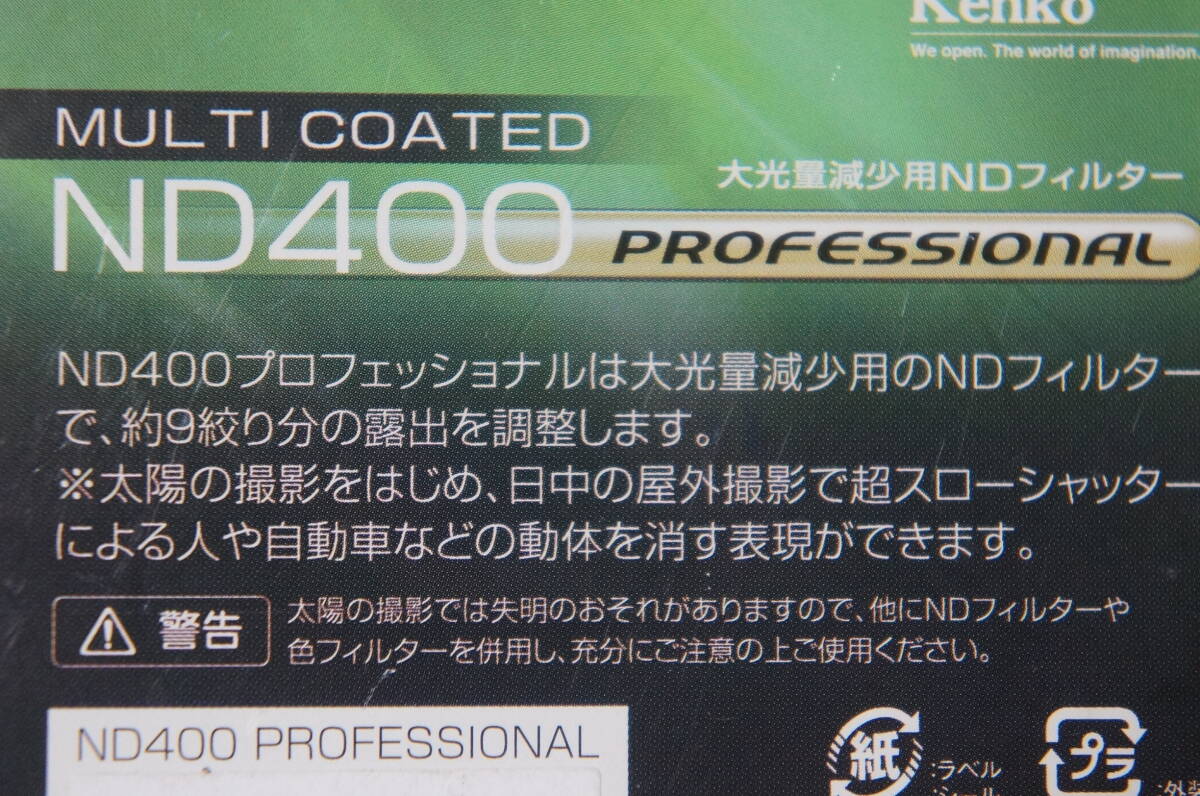 Kenko
We open. The world of imagination.
MULTI COATED
大光量減少用NDフィルター
ND400 PROFESSIONAL
ND400プロフェッショナルは大光量減少用のNDフィルター
で、約9絞り分の露出を調整します。
※太陽の撮影をはじめ、日中の屋外撮影で超スローシャッター
による人や自動車などの動体を消す表現ができます。
警告
太陽の撮影では失明のおそれがありますので、他にNDフィルターや
色フィルターを併用し、充分にご注意の上ご使用ください。
ND400 PROFESSIONAL
紙
:ラベル
プラ
:外装